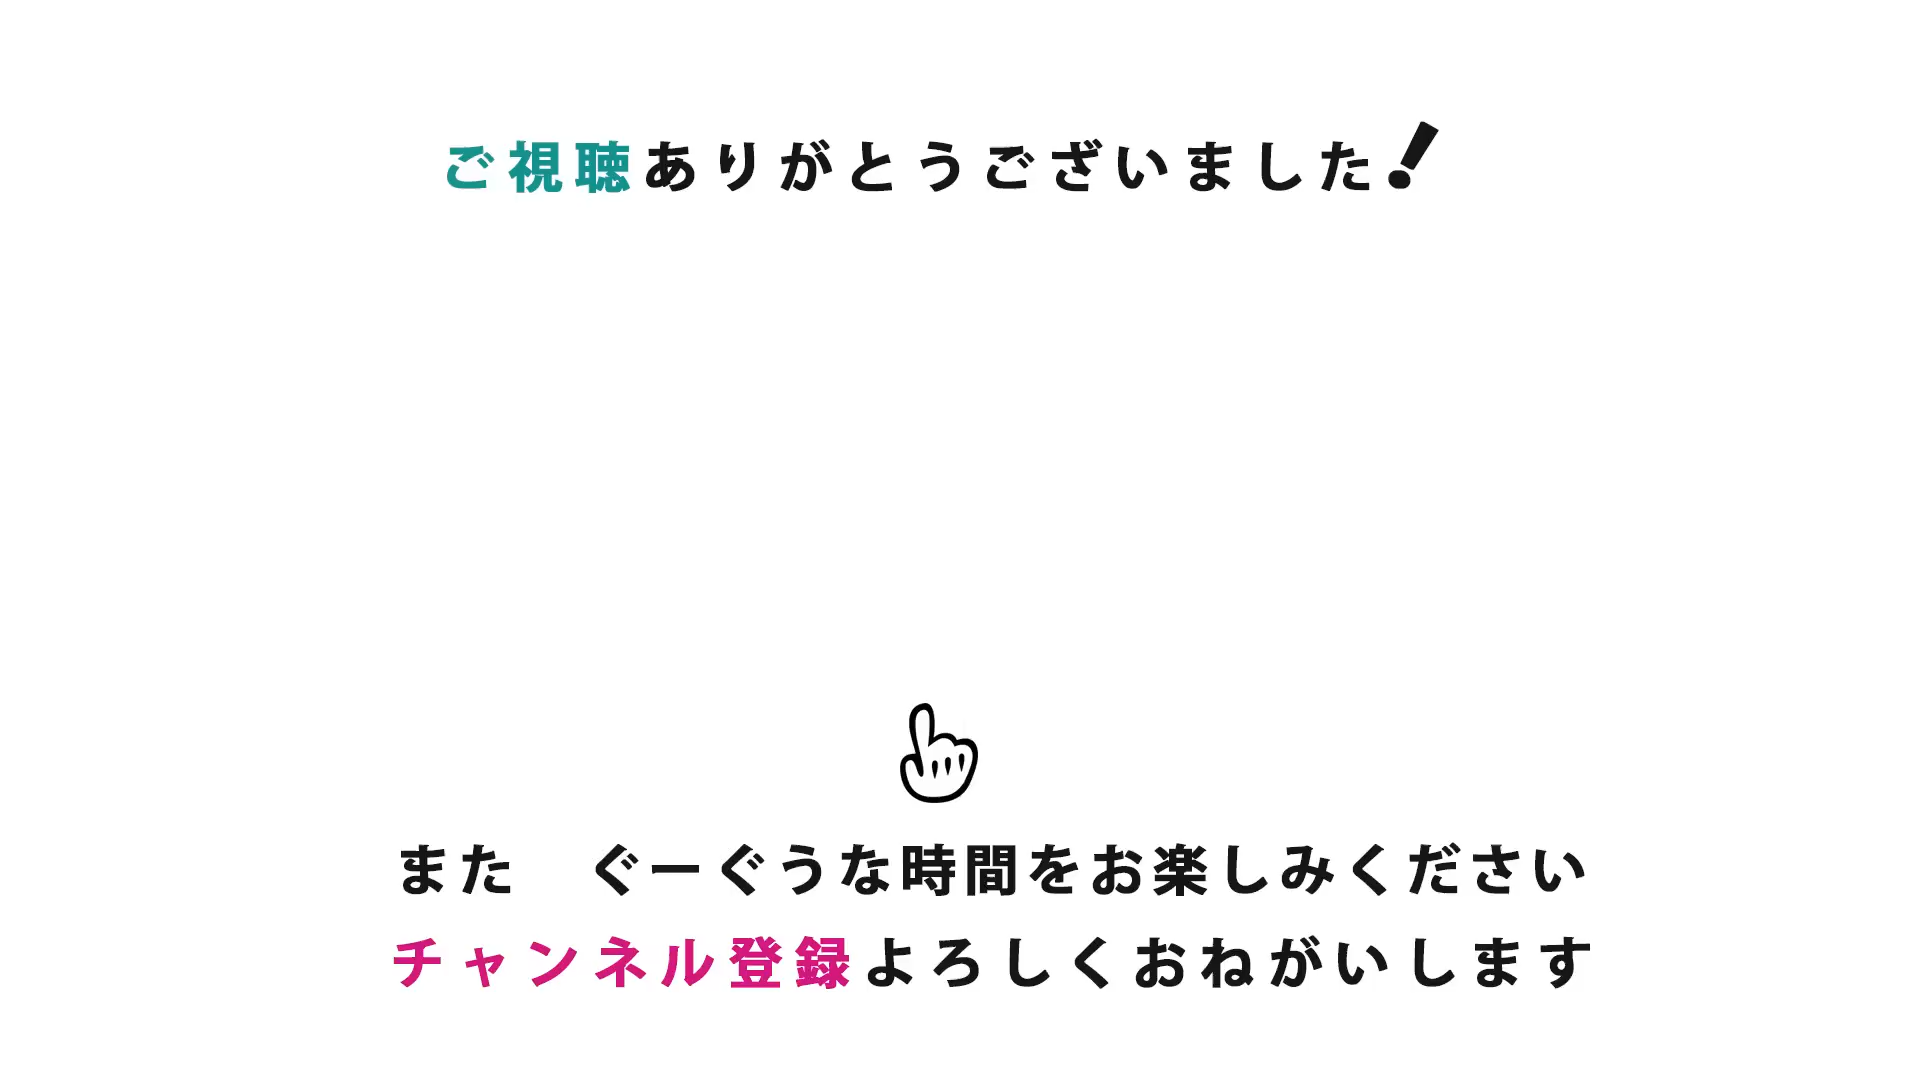 ご視聴ありがとうございました!
また　ぐーぐうな時間をお楽しみください
チャンネル登録よろしくおねがいします